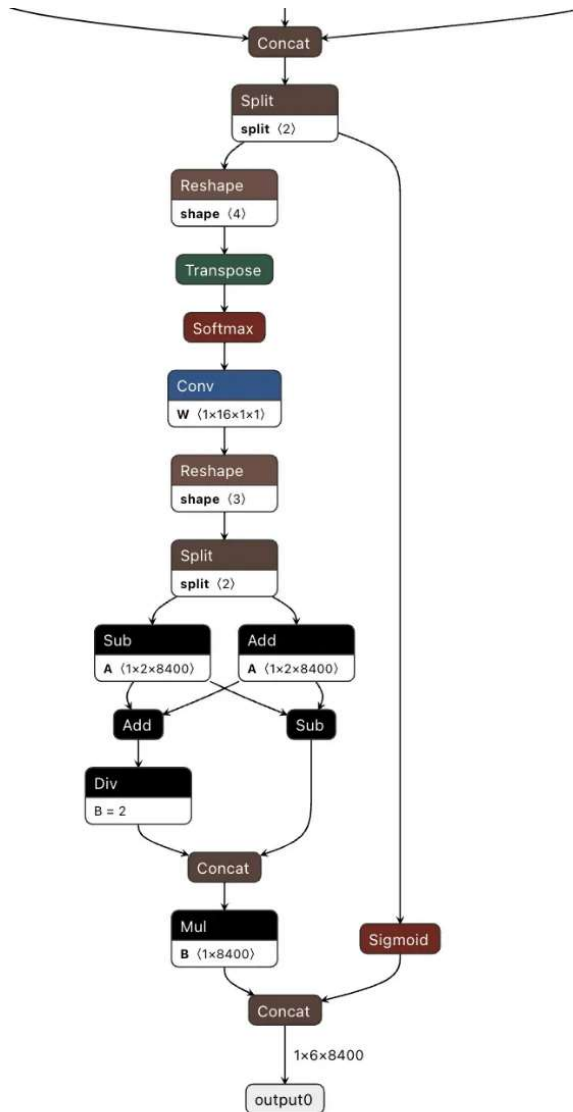 Concat
Split
split ⟨2⟩
Reshape
shape ⟨4⟩
Transpose
Softmax
Conv
W ⟨1×16×1×1⟩
Reshape
shape ⟨3⟩
Split
split ⟨2⟩
Sub
A ⟨1×2×8400⟩
Add
A ⟨1×2×8400⟩
Add
Sub
Div
B = 2
Concat
Mul
B ⟨1×8400⟩
Sigmoid
Concat
1×6×8400
output0